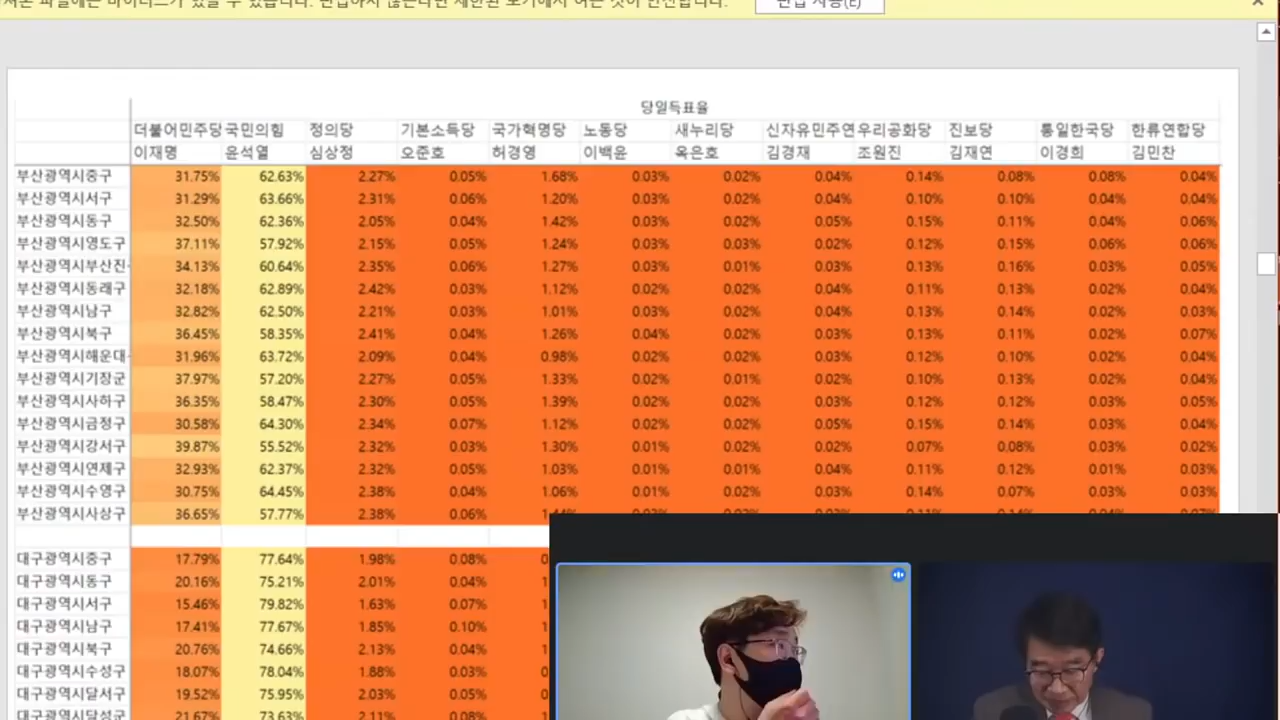 편집 사용(E)
당일득표율
더불어민주당 국민의힘 정의당 기본소득당 국가혁명당 노동당 새누리당 신자유민주연 우리공화당 진보당 통일한국당 한류연합당
이재명 윤석열 심상정 오준호 허경영 이백윤 옥은호 김경재 조원진 김재연 이경희 김민찬
부산광역시중구 31.75% 62.63% 2.27% 0.05% 1.68% 0.03% 0.02% 0.04% 0.14% 0.08% 0.08% 0.04%
부산광역시서구 31.29% 63.66% 2.31% 0.06% 1.20% 0.03% 0.02% 0.04% 0.10% 0.10% 0.04% 0.04%
부산광역시동구 32.50% 62.36% 2.05% 0.04% 1.42% 0.03% 0.02% 0.05% 0.15% 0.11% 0.04% 0.06%
부산광역시영도구 37.11% 57.92% 2.15% 0.05% 1.24% 0.03% 0.03% 0.02% 0.12% 0.15% 0.06% 0.06%
부산광역시부산진 34.13% 60.64% 2.35% 0.06% 1.27% 0.03% 0.01% 0.03% 0.13% 0.16% 0.03% 0.05%
부산광역시동래구 32.18% 62.89% 2.42% 0.03% 1.12% 0.02% 0.02% 0.04% 0.11% 0.13% 0.02% 0.04%
부산광역시남구 32.82% 62.50% 2.21% 0.03% 1.01% 0.03% 0.02% 0.04% 0.13% 0.14% 0.02% 0.03%
부산광역시북구 36.45% 58.35% 2.41% 0.04% 1.26% 0.04% 0.02% 0.03% 0.13% 0.11% 0.02% 0.07%
부산광역시해운대 31.96% 63.72% 2.09% 0.04% 0.98% 0.02% 0.02% 0.03% 0.12% 0.10% 0.02% 0.04%
부산광역시기장군 37.97% 57.20% 2.27% 0.05% 1.33% 0.02% 0.01% 0.02% 0.10% 0.13% 0.02% 0.04%
부산광역시사하구 36.35% 58.47% 2.30% 0.05% 1.39% 0.02% 0.02% 0.03% 0.12% 0.12% 0.03% 0.05%
부산광역시금정구 30.58% 64.30% 2.34% 0.07% 1.12% 0.02% 0.02% 0.05% 0.15% 0.14% 0.03% 0.04%
부산광역시강서구 39.87% 55.52% 2.32% 0.03% 1.30% 0.01% 0.02% 0.02% 0.07% 0.08% 0.03% 0.02%
부산광역시연제구 32.93% 62.37% 2.32% 0.05% 1.03% 0.01% 0.01% 0.04% 0.11% 0.12% 0.01% 0.03%
부산광역시수영구 30.75% 64.45% 2.38% 0.04% 1.06% 0.01% 0.02% 0.03% 0.14% 0.07% 0.03% 0.03%
부산광역시사상구 36.65% 57.77% 2.38% 0.06%
대구광역시중구 17.79% 77.64% 1.98% 0.08%
대구광역시동구 20.16% 75.21% 2.01% 0.04%
대구광역시서구 15.46% 79.82% 1.63% 0.07%
대구광역시남구 17.41% 77.67% 1.85% 0.10%
대구광역시북구 20.76% 74.66% 2.13% 0.04%
대구광역시수성구 18.07% 78.04% 1.88% 0.03%
대구광역시달서구 19.52% 75.95% 2.03% 0.05%
대구광역시달성군 21.67% 73.63% 2.11% 0.08%